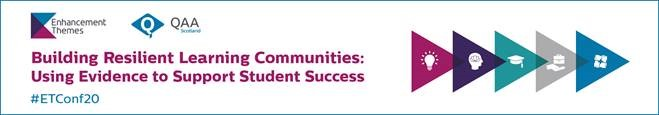 Enhancement
Themes
QAA
Scotland
Building Resilient Learning Communities:
Using Evidence to Support Student Success
#ETConf20